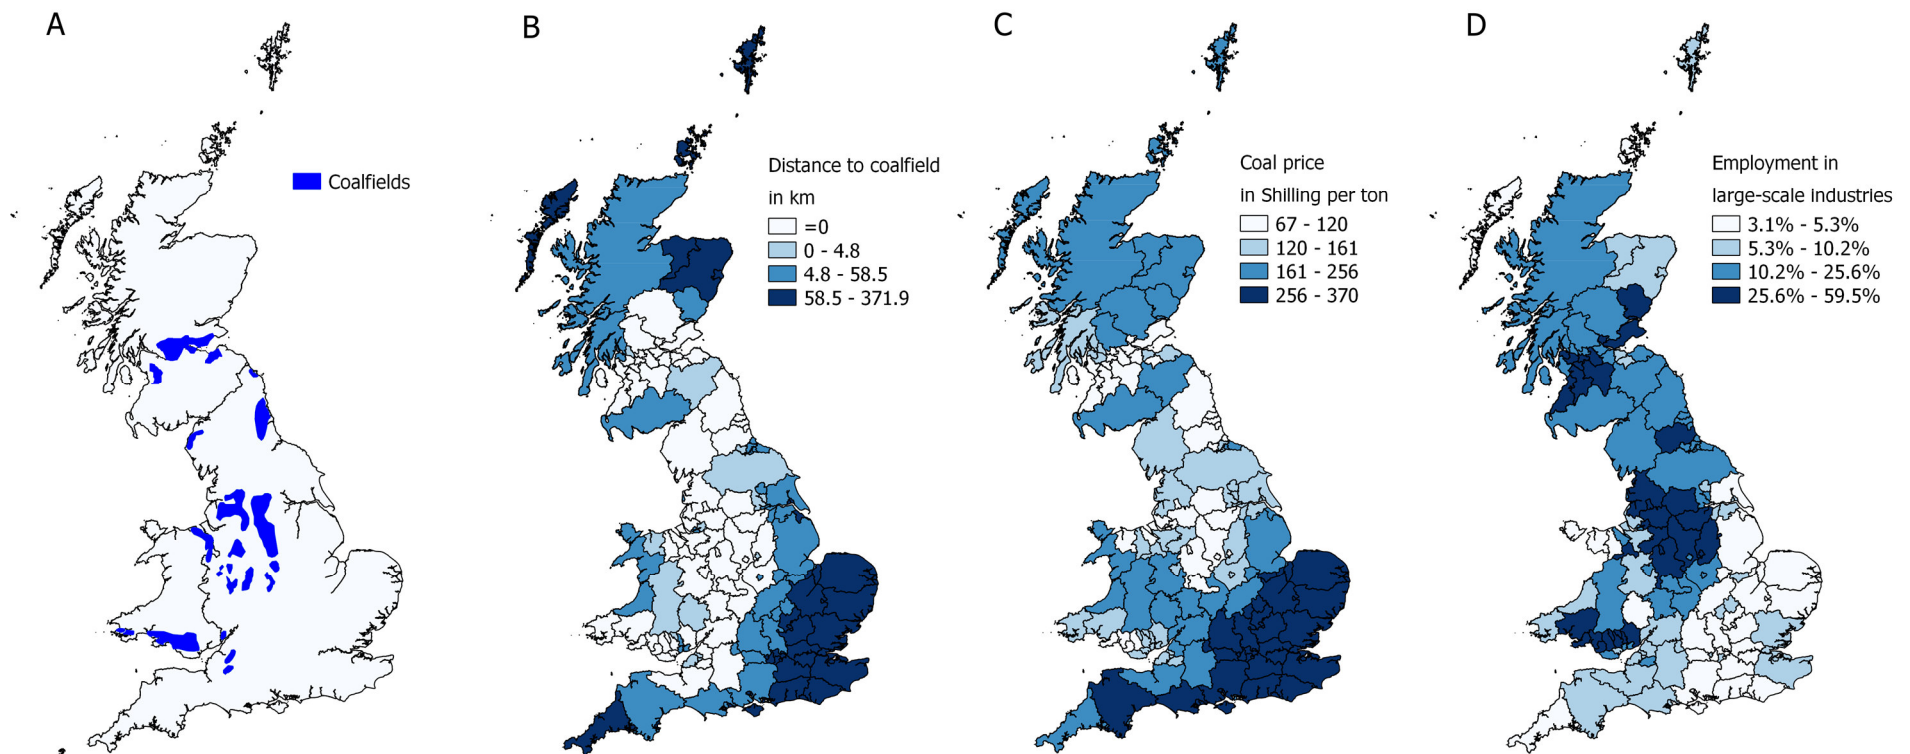 A
Coalfields
B
Distance to coalfield
in km
=0
0 - 4.8
4.8 - 58.5
58.5 - 371.9
C
Coal price
in Shilling per ton
67 - 120
120 - 161
161 - 256
256 - 370
D
Employment in
large-scale industries
3.1% - 5.3%
5.3% - 10.2%
10.2% - 25.6%
25.6% - 59.5%